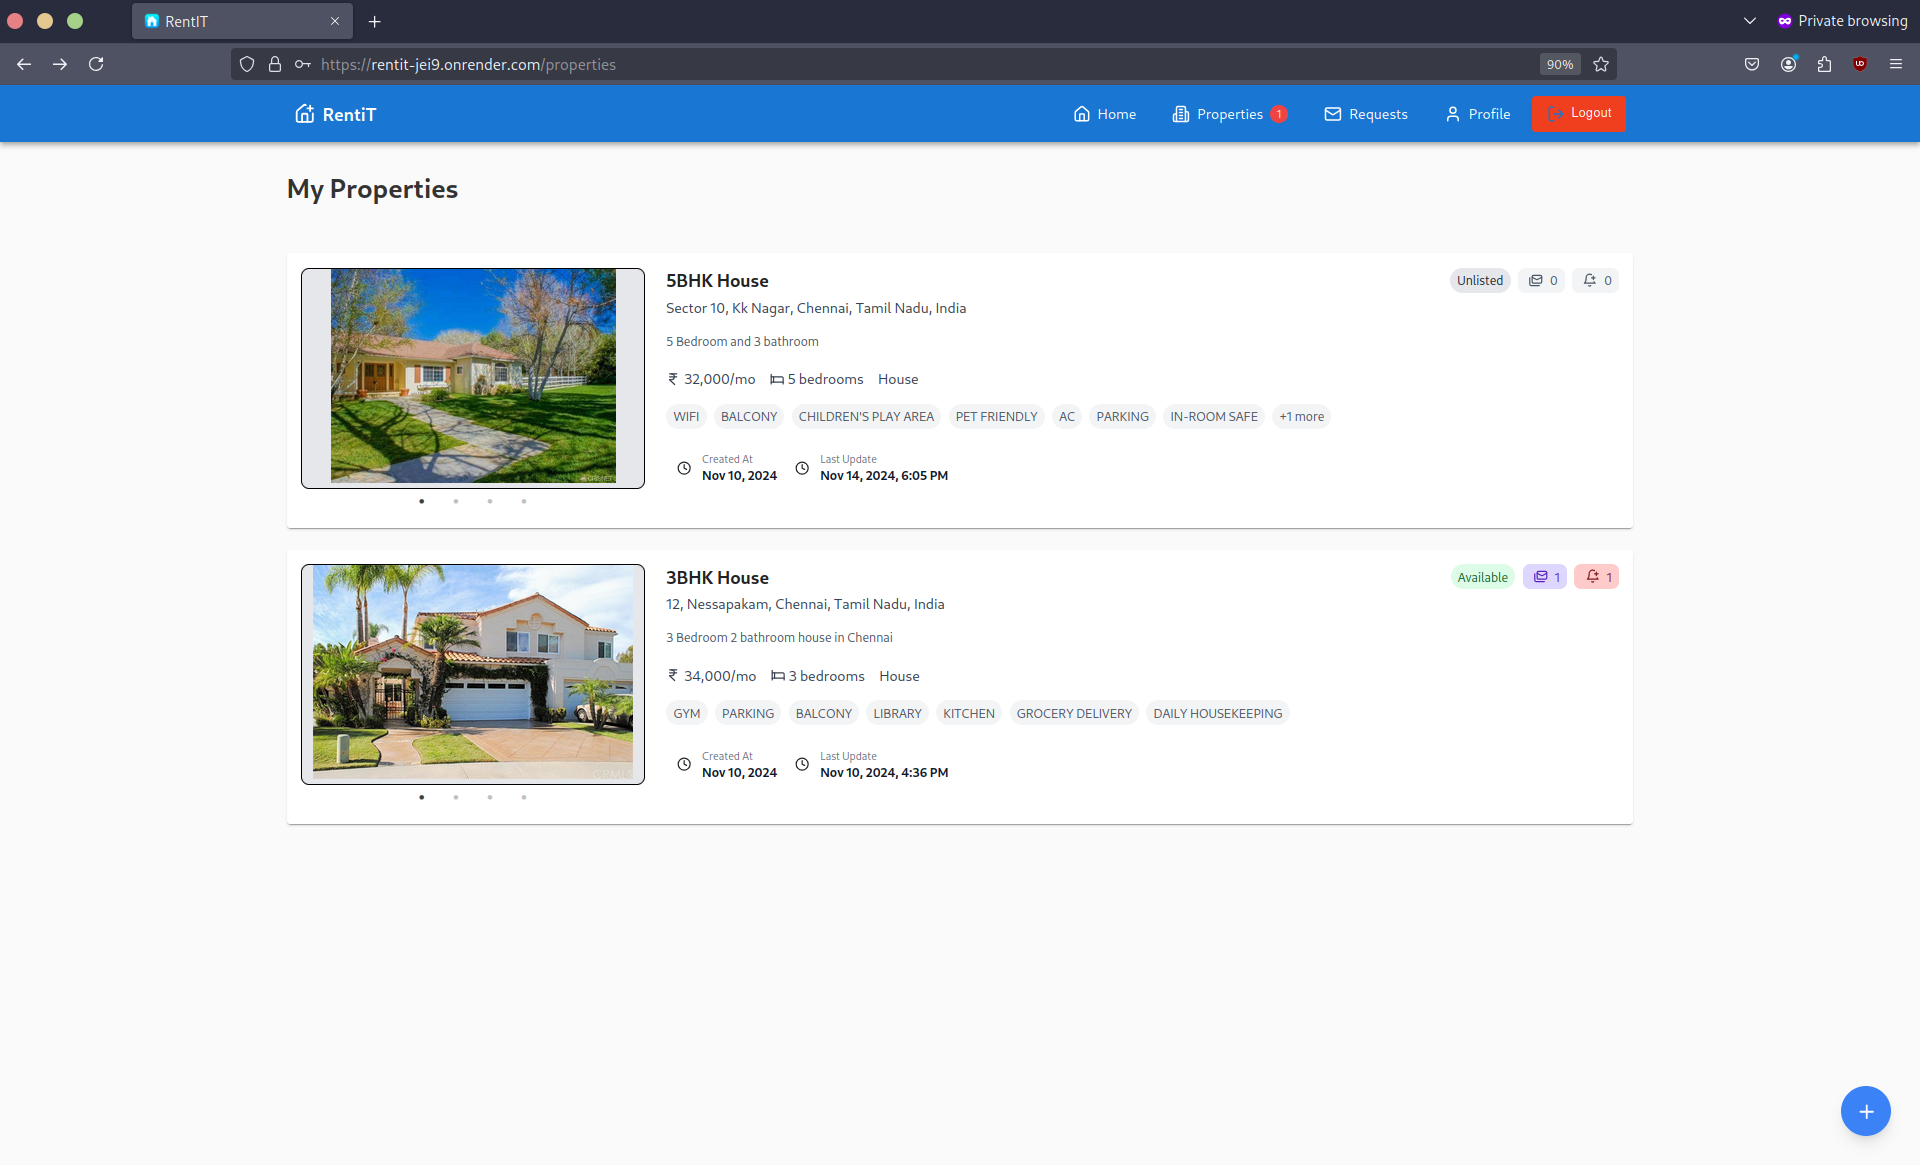 RentIT
Private browsing
https://rentit-jei9.onrender.com/properties
90%
RentiT
Home
Properties 1
Requests
Profile
Logout
My Properties
5BHK House
Unlisted
0
0
Sector 10, Kk Nagar, Chennai, Tamil Nadu, India
5 Bedroom and 3 bathroom
₹ 32,000/mo 5 bedrooms House
WIFI BALCONY CHILDREN'S PLAY AREA PET FRIENDLY AC PARKING IN-ROOM SAFE +1 more
Created At
Nov 10, 2024
Last Update
Nov 14, 2024, 6:05 PM
3BHK House
Available
1
1
12, Nessapakam, Chennai, Tamil Nadu, India
3 Bedroom 2 bathroom house in Chennai
₹ 34,000/mo 3 bedrooms House
GYM PARKING BALCONY LIBRARY KITCHEN GROCERY DELIVERY DAILY HOUSEKEEPING
Created At
Nov 10, 2024
Last Update
Nov 10, 2024, 4:36 PM